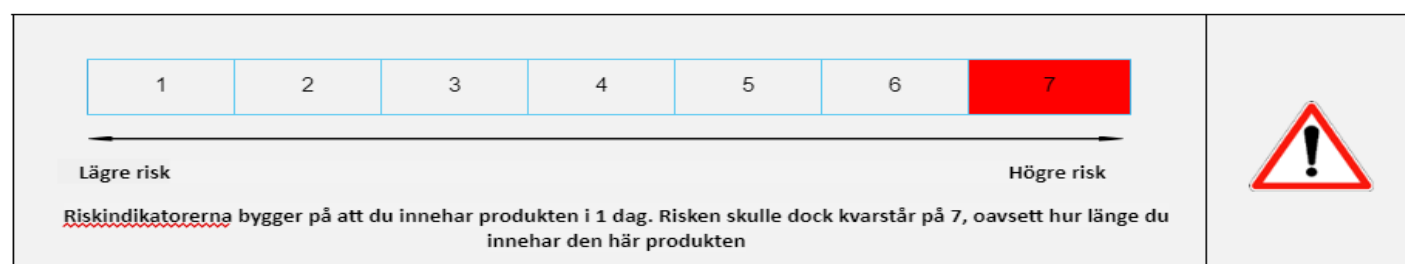 1 2 3 4 5 6 7
Lägre risk Högre risk
Riskindikatorerna bygger på att du innehar produkten i 1 dag. Risken skulle dock kvarstår på 7, oavsett hur länge du
innehar den här produkten